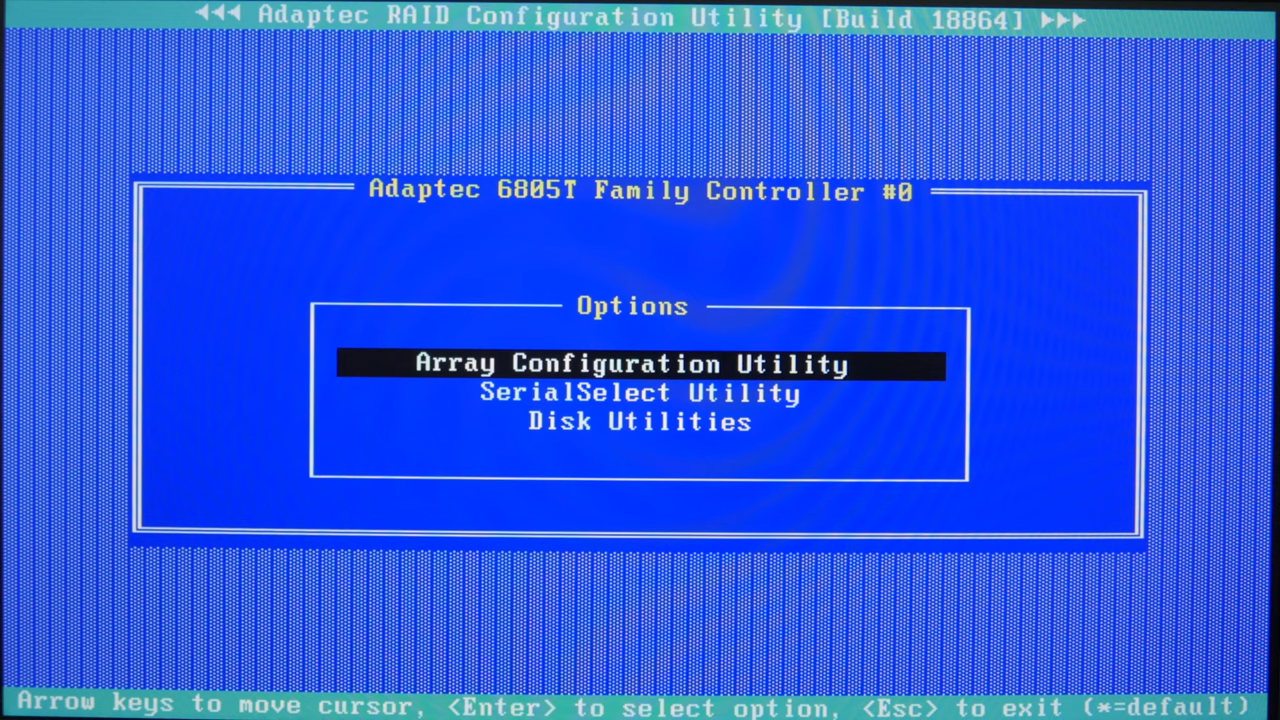 ◄◄◄ Adaptec RAID Configuration Utility [Build 18864] ►►►
Adaptec 6805T Family Controller #0
Options
Array Configuration Utility
SerialSelect Utility
Disk Utilities
Arrow keys to move cursor, <Enter> to select option, <Esc> to exit (*=default)